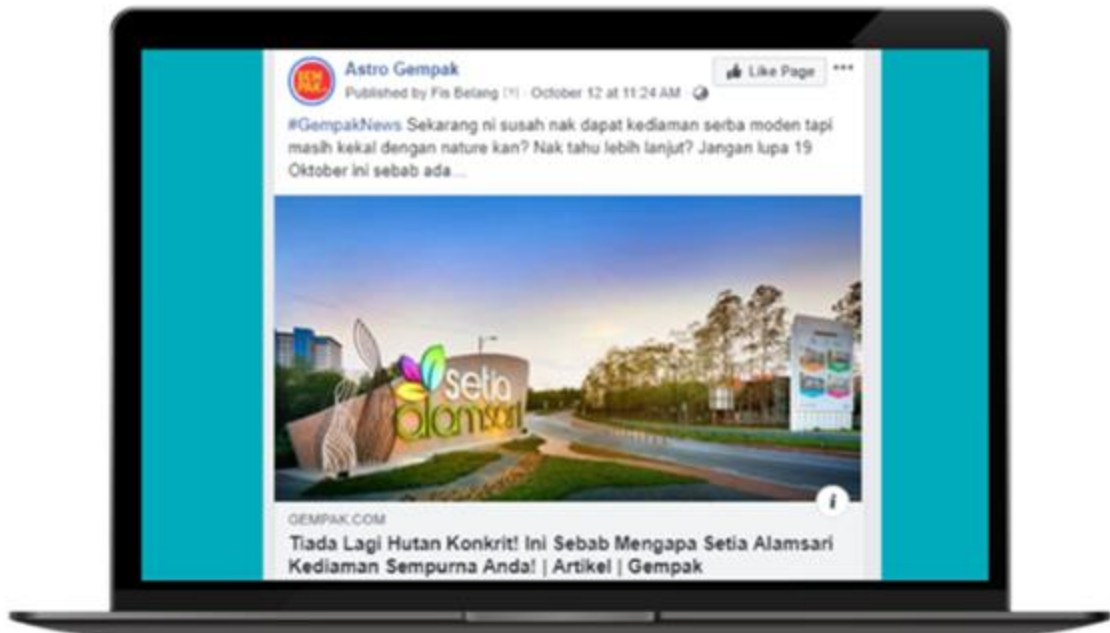 GEM
PAK
Astro Gempak
Published by Fis Belang [?] · October 12 at 11:24 AM ·
Like Page
#GempakNews Sekarang ni susah nak dapat kediaman serba moden tapi
masih kekal dengan nature kan? Nak tahu lebih lanjut? Jangan lupa 19
Oktober ini sebab ada...
setia
alamsari
i
GEMPAK.COM
Tiada Lagi Hutan Konkrit! Ini Sebab Mengapa Setia Alamsari
Kediaman Sempurna Anda! | Artikel | Gempak